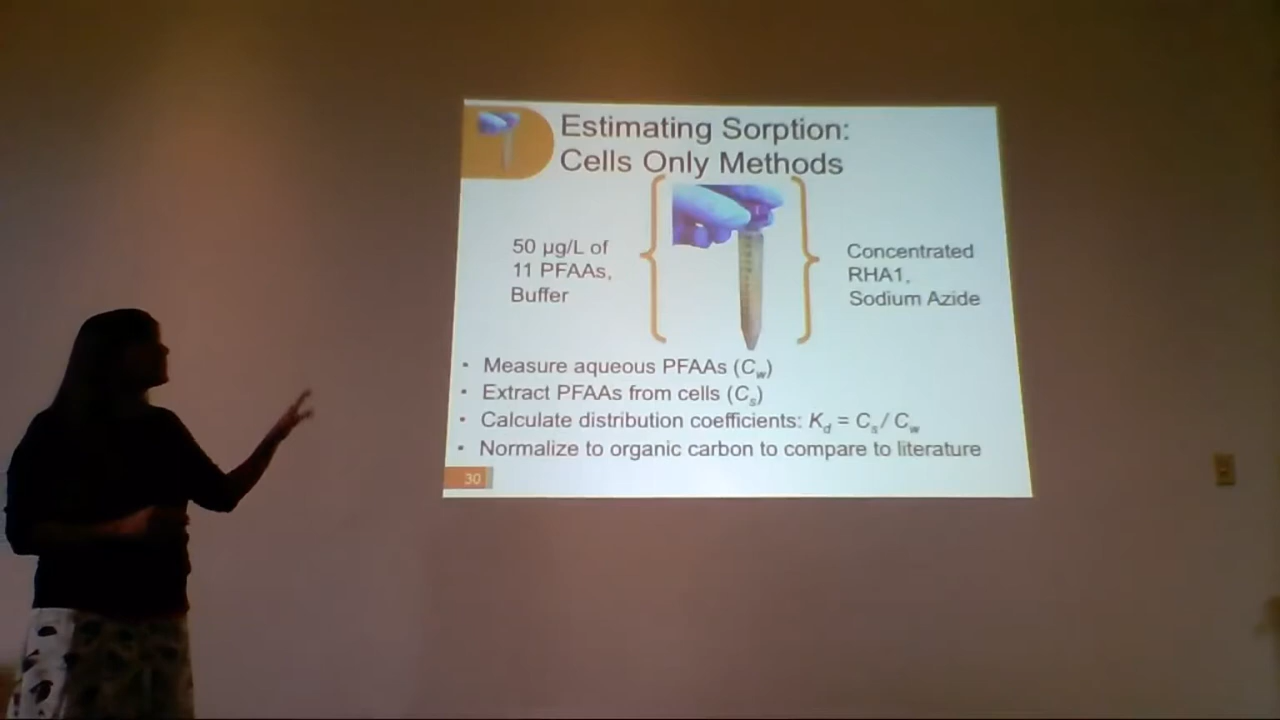 Estimating Sorption:
Cells Only Methods
50 µg/L of
11 PFAAs,
Buffer
Concentrated
RHA1,
Sodium Azide
· Measure aqueous PFAAs (Cw)
· Extract PFAAs from cells (Cs)
· Calculate distribution coefficients: Kd = Cs/ Cw
· Normalize to organic carbon to compare to literature
30